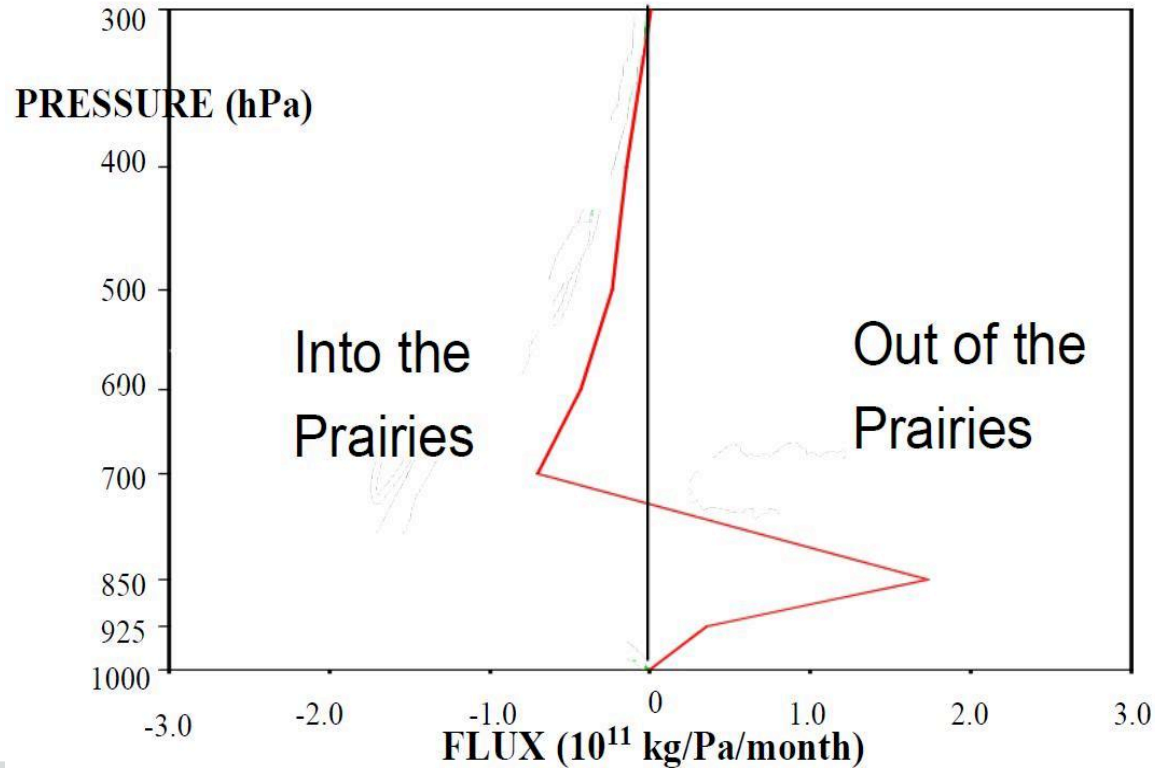 300
PRESSURE (hPa)
400
500
Into the
Prairies
Out of the
Prairies
600
700
850
925
1000
-3.0
-2.0
-1.0
0
1.0
2.0
3.0
FLUX (10¹¹ kg/Pa/month)